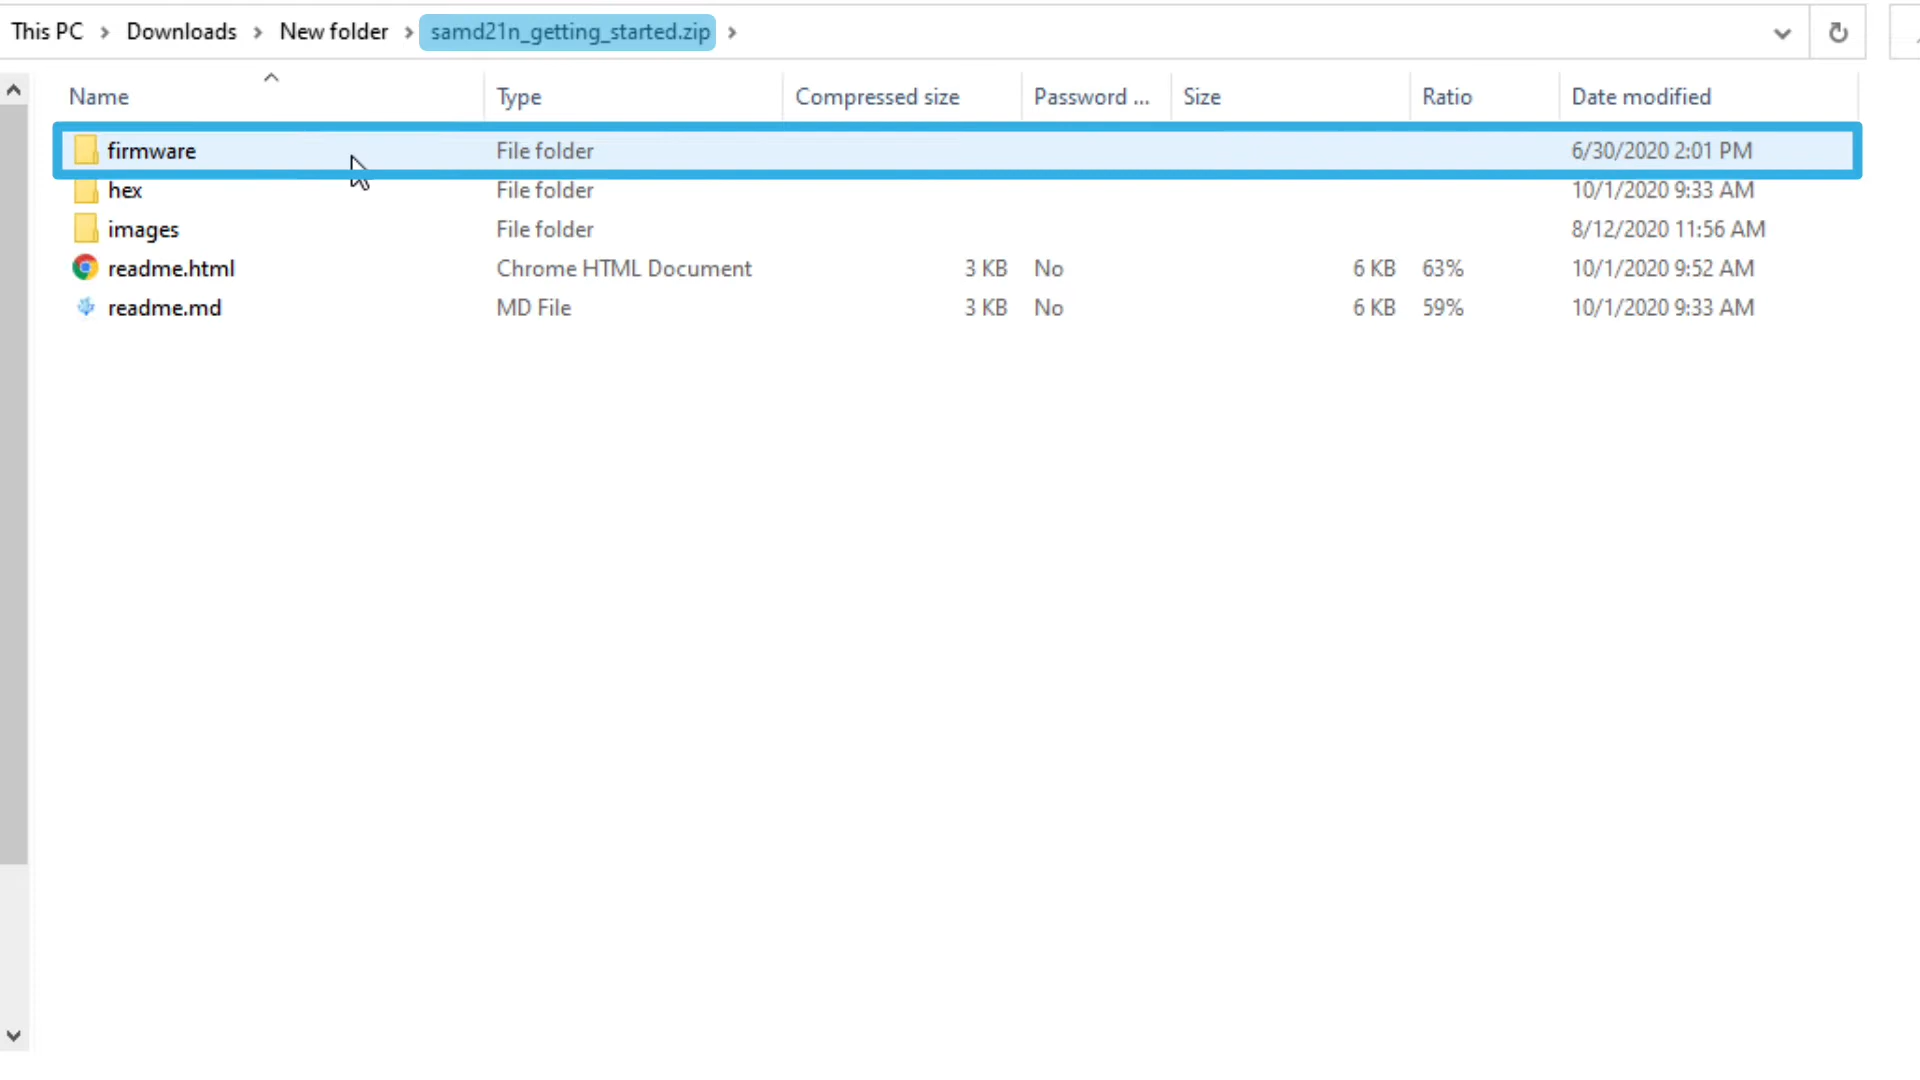 This PC > Downloads > New folder > samd21n_getting_started.zip >
Name Type Compressed size Password ... Size Ratio Date modified
firmware File folder 6/30/2020 2:01 PM
hex File folder 10/1/2020 9:33 AM
images File folder 8/12/2020 11:56 AM
readme.html Chrome HTML Document 3 KB No 6 KB 63% 10/1/2020 9:52 AM
readme.md MD File 3 KB No 6 KB 59% 10/1/2020 9:33 AM